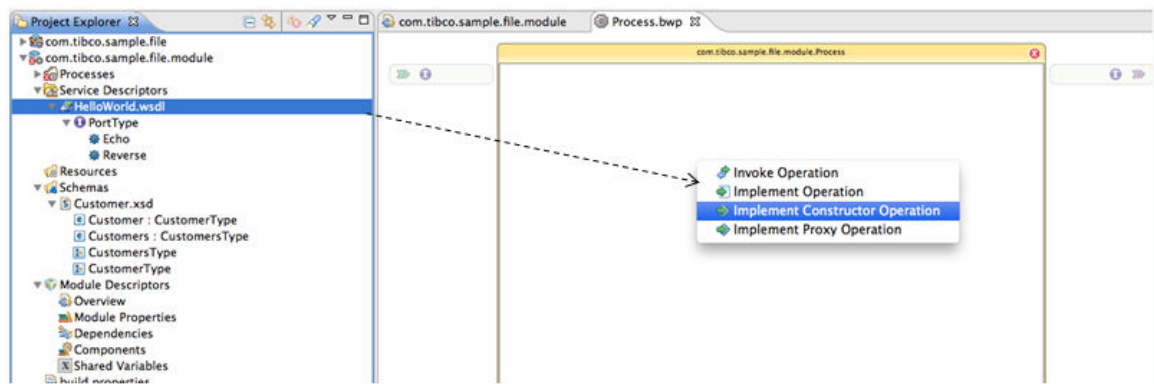 Project Explorer
com.tibco.sample.file
com.tibco.sample.file.module
Processes
Service Descriptors
HelloWorld.wsdl
PortType
Echo
Reverse
Resources
Schemas
Customer.xsd
Customer : CustomerType
Customers : CustomersType
CustomersType
CustomerType
Module Descriptors
Overview
Module Properties
Dependencies
Components
Shared Variables
build.properties
com.tibco.sample.file.module
Process.bwp
com.tibco.sample.file.module.Process
Invoke Operation
Implement Operation
Implement Constructor Operation
Implement Proxy Operation